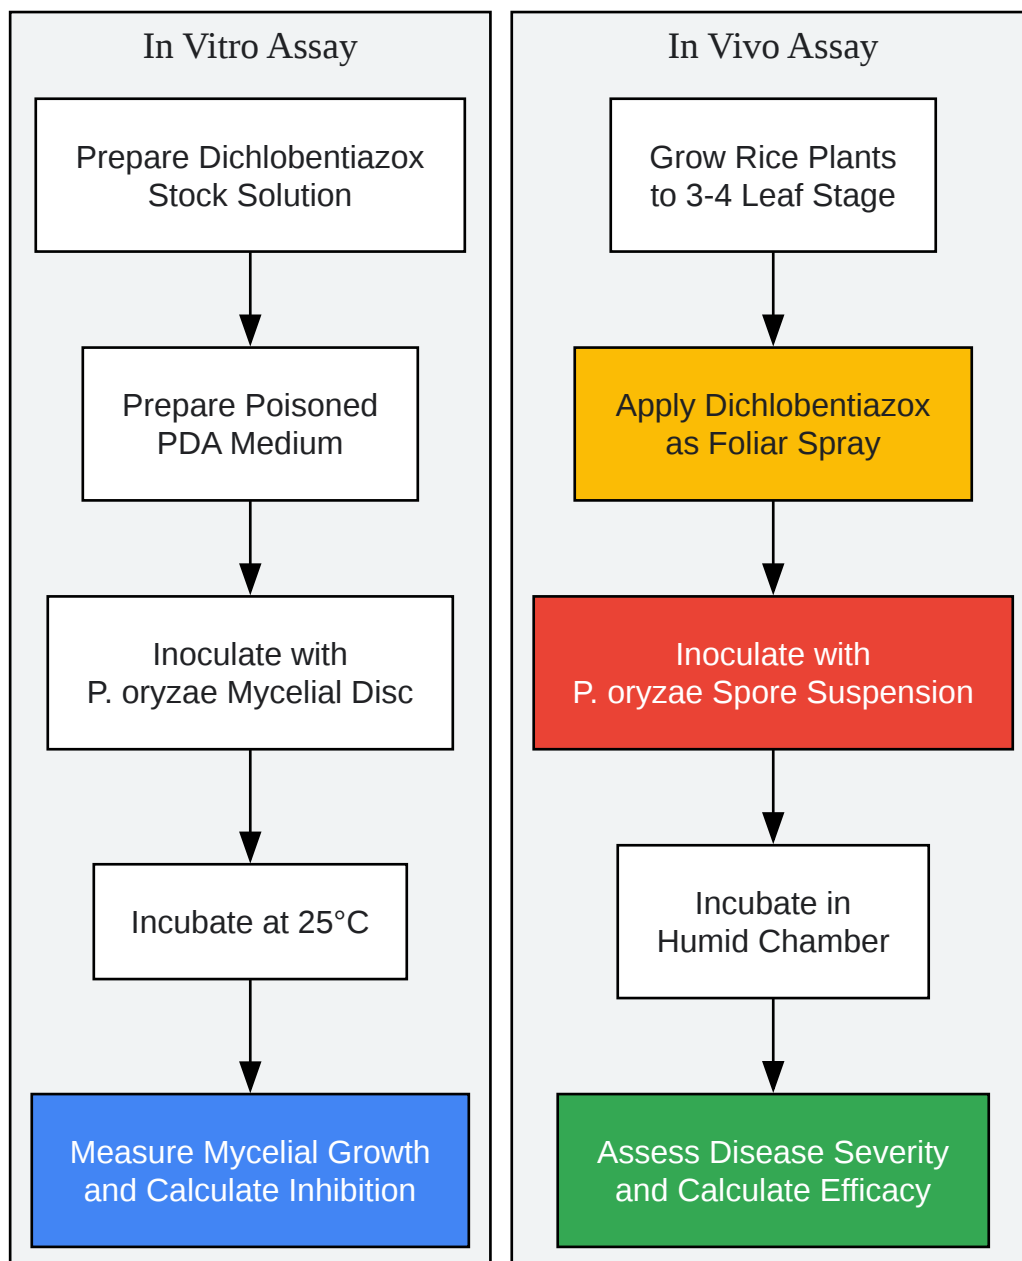 In Vitro Assay
Prepare Dichlobentiazox
Stock Solution
Prepare Poisoned
PDA Medium
Inoculate with
P. oryzae Mycelial Disc
Incubate at 25°C
Measure Mycelial Growth
and Calculate Inhibition
In Vivo Assay
Grow Rice Plants
to 3-4 Leaf Stage
Apply Dichlobentiazox
as Foliar Spray
Inoculate with
P. oryzae Spore Suspension
Incubate in
Humid Chamber
Assess Disease Severity
and Calculate Efficacy